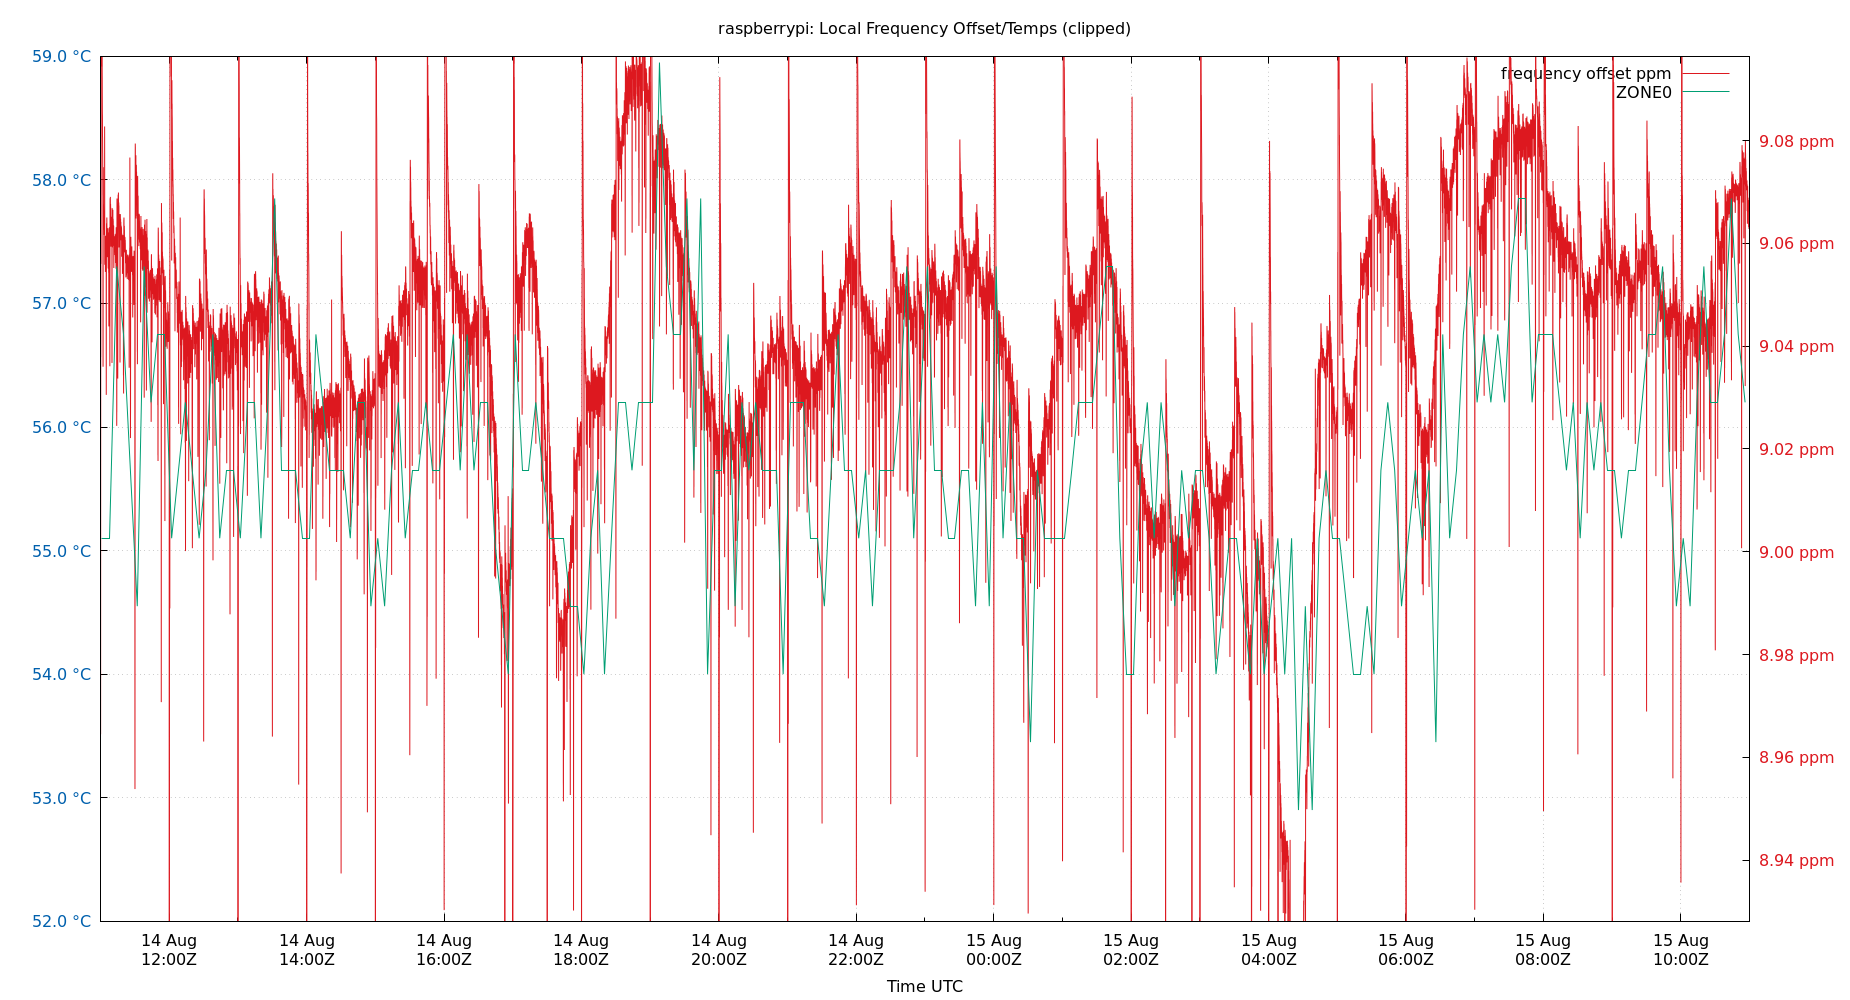 raspberrypi: Local Frequency Offset/Temps (clipped)
frequency offset ppm
ZONE0
59.0 °C
58.0 °C
57.0 °C
56.0 °C
55.0 °C
54.0 °C
53.0 °C
52.0 °C
9.08 ppm
9.06 ppm
9.04 ppm
9.02 ppm
9.00 ppm
8.98 ppm
8.96 ppm
8.94 ppm
14 Aug
12:00Z
14 Aug
14:00Z
14 Aug
16:00Z
14 Aug
18:00Z
14 Aug
20:00Z
14 Aug
22:00Z
15 Aug
00:00Z
15 Aug
02:00Z
15 Aug
04:00Z
15 Aug
06:00Z
15 Aug
08:00Z
15 Aug
10:00Z
Time UTC